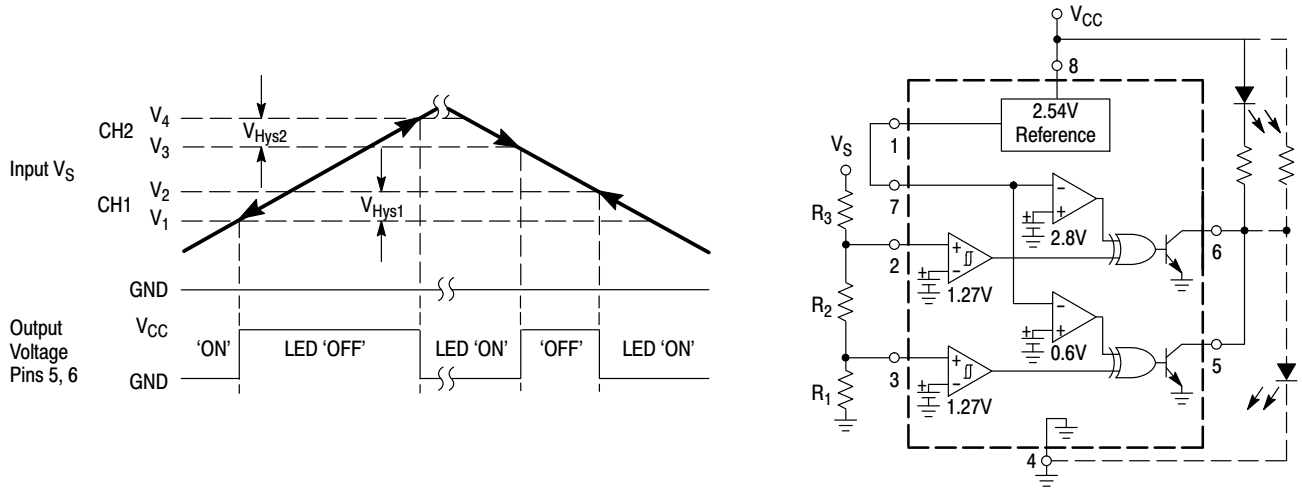 V4
CH2
VHys2
V3
Input VS
V2
CH1
VHys1
V1
GND
Output
Voltage
Pins 5, 6
VCC
'ON'
LED 'OFF'
LED 'ON'
'OFF'
LED 'ON'
GND
VCC
8
2.54V
Reference
1
VS
7
R3
2.8V
6
2
1.27V
R2
0.6V
5
3
1.27V
R1
4